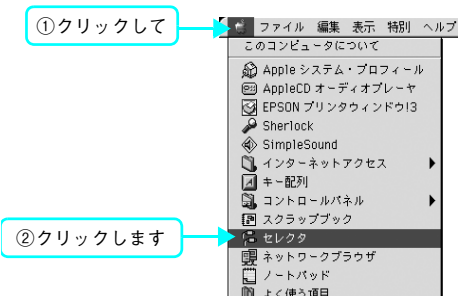 ①クリックして
ファイル 編集 表示 特別 ヘルプ
このコンピュータについて
Apple システム・プロフィール
AppleCD オーディオプレーヤ
EPSON プリンタウィンドウ!3
Sherlock
SimpleSound
インターネットアクセス
キー配列
コントロールパネル
スクラップブック
②クリックします
セレクタ
ネットワークブラウザ
ノートパッド
よく使う項目